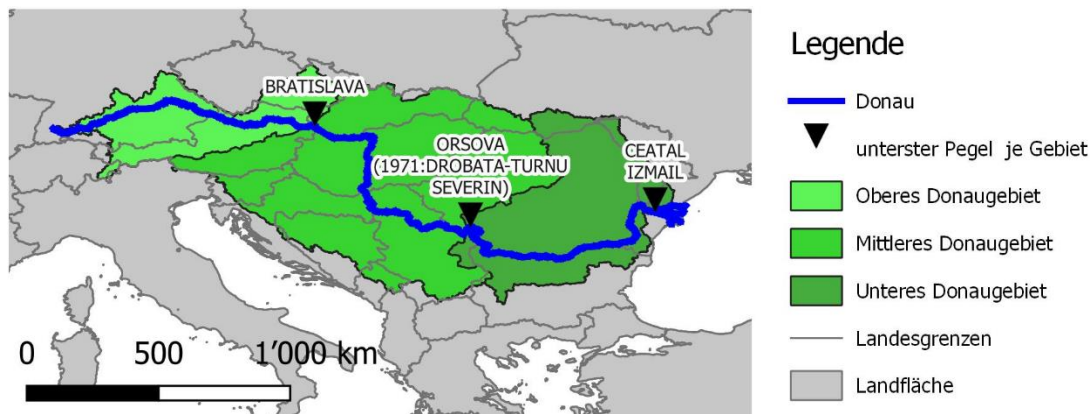 BRATISLAVA
ORSOVA
(1971:DROBATA-TURNU
SEVERIN)
CEATAL
IZMAIL
0 500 1’000 km
Legende
Donau
unterster Pegel je Gebiet
Oberes Donaugebiet
Mittleres Donaugebiet
Unteres Donaugebiet
Landesgrenzen
Landfläche